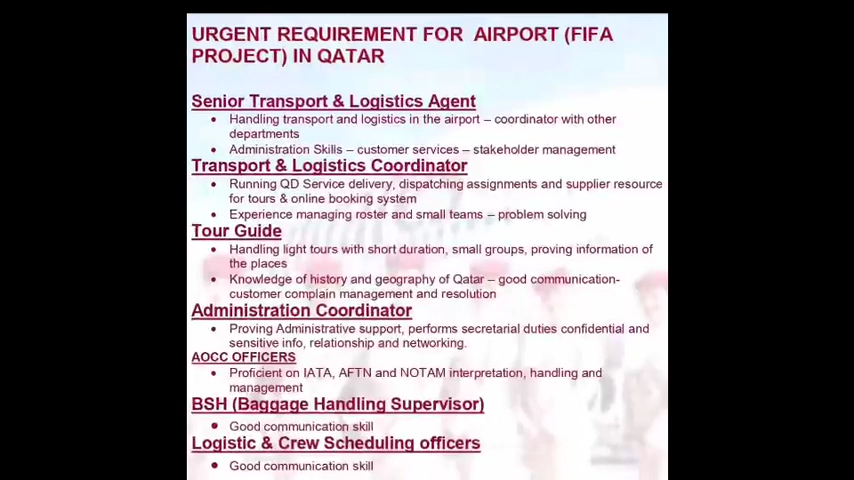 URGENT REQUIREMENT FOR AIRPORT (FIFA
PROJECT) IN QATAR
Senior Transport & Logistics Agent
• Handling transport and logistics in the airport – coordinator with other
departments
• Administration Skills – customer services – stakeholder management
Transport & Logistics Coordinator
• Running QD Service delivery, dispatching assignments and supplier resource
for tours & online booking system
• Experience managing roster and small teams – problem solving
Tour Guide
• Handling light tours with short duration, small groups, proving information of
the places
• Knowledge of history and geography of Qatar – good communication-
customer complain management and resolution
Administration Coordinator
• Proving Administrative support, performs secretarial duties confidential and
sensitive info, relationship and networking.
AOCC OFFICERS
• Proficient on IATA, AFTN and NOTAM interpretation, handling and
management
BSH (Baggage Handling Supervisor)
• Good communication skill
Logistic & Crew Scheduling officers
• Good communication skill